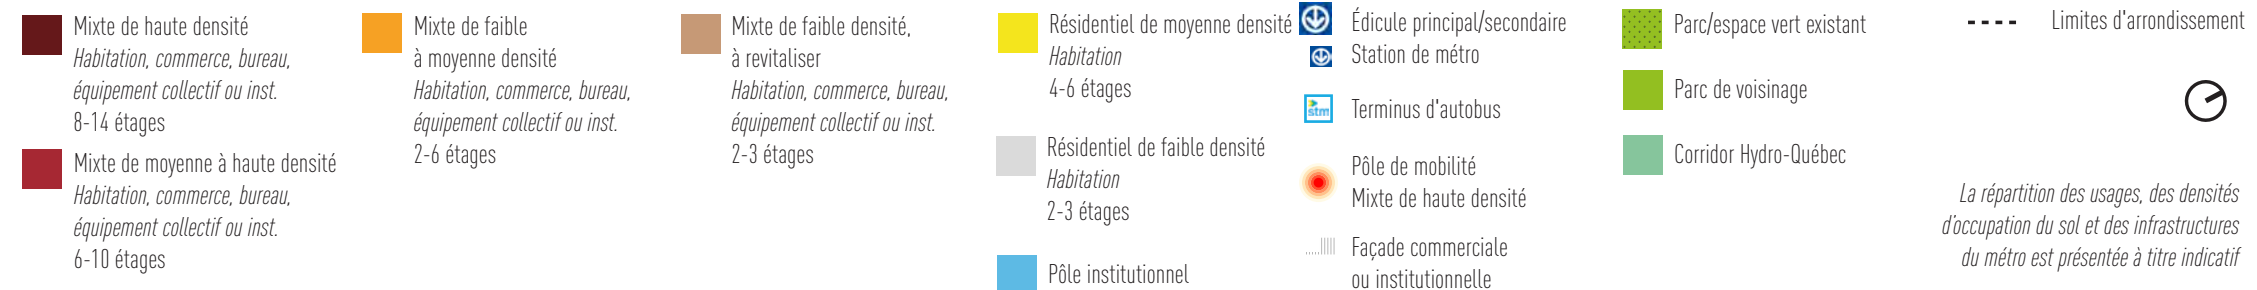 Mixte de haute densité
Habitation, commerce, bureau,
équipement collectif ou inst.
8-14 étages
Mixte de moyenne à haute densité
Habitation, commerce, bureau,
équipement collectif ou inst.
6-10 étages
Mixte de faible
à moyenne densité
Habitation, commerce, bureau,
équipement collectif ou inst.
2-6 étages
Mixte de faible densité,
à revitaliser
Habitation, commerce, bureau,
équipement collectif ou inst.
2-3 étages
Résidentiel de moyenne densité
Habitation
4-6 étages
Résidentiel de faible densité
Habitation
2-3 étages
Pôle institutionnel
Édicule principal/secondaire
Station de métro
stm
Terminus d'autobus
Pôle de mobilité
Mixte de haute densité
Façade commerciale
ou institutionnelle
Parc/espace vert existant
Parc de voisinage
Corridor Hydro-Québec
Limites d'arrondissement
La répartition des usages, des densités
d’occupation du sol et des infrastructures
du métro est présentée à titre indicatif